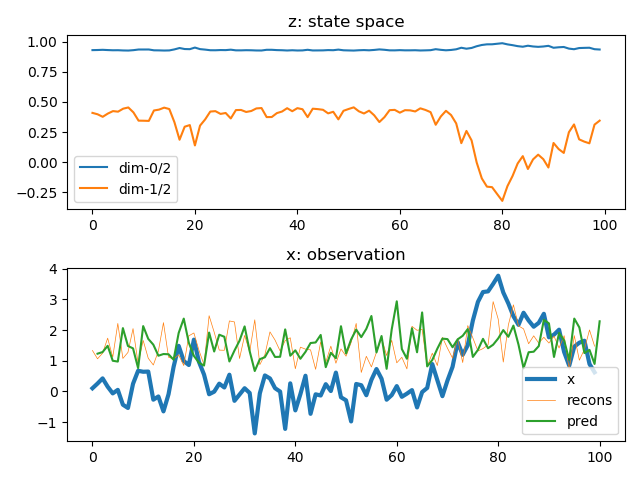 z: state space
1.00
0.75
0.50
0.25
0.00
−0.25
dim-0/2
dim-1/2
0 20 40 60 80 100
x: observation
4
3
2
1
0
−1
x
recons
pred
0 20 40 60 80 100